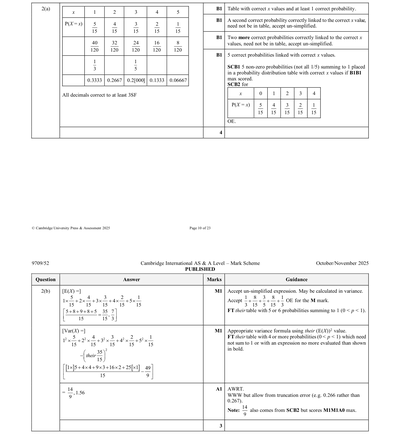 2(a)
x 1 2 3 4 5
P(X = x) 5/15 4/15 3/15 2/15 1/15
40/120 32/120 24/120 16/120 8/120
1/3 1/5
0.3333 0.2667 0.2[000] 0.1333 0.06667
All decimals correct to at least 3SF
B1 Table with correct x values and at least 1 correct probability.
B1 A second correct probability correctly linked to the correct x value, need not be in table, accept un-simplified.
B1 Two more correct probabilities correctly linked to the correct x values, need not be in table, accept un-simplified.
B1 5 correct probabilities linked with correct x values.
SCB1 5 non-zero probabilities (not all 1/5) summing to 1 placed in a probability distribution table with correct x values if B1B1 max scored.
SCB2 for
x 0 1 2 3 4
P(X = x) 5/15 4/15 3/15 2/15 1/15
OE.
4
© Cambridge University Press & Assessment 2025
Page 10 of 25
9709/52
Cambridge International AS & A Level – Mark Scheme
PUBLISHED
October/November 2025
Question Answer Marks Guidance
2(b)
[E(X) =]
1×5/15 + 2×4/15 + 3×3/15 + 4×2/15 + 5×1/15
[5+8+9+8+5/15 = 35/15, 7/3]
M1 Accept un-simplified expression. May be calculated in variance.
Accept 1/3 + 8/15 + 3/5 + 8/15 + 1/3 OE for the M mark.
FT their table with 5 or 6 probabilities summing to 1 (0 < p < 1).
[Var(X) =]
1²×5/15 + 2²×4/15 + 3²×3/15 + 4²×2/15 + 5²×1/15
−(their 35/15)²
[[1×]5+4×4+9×3+16×2+25[×1]/15 − 49/9]
M1 Appropriate variance formula using their (E(X))² value.
FT their table with 4 or more probabilities (0 < p < 1) which need not sum to 1 or with an expression no more evaluated than shown in bold.
= 14/9, 1.56
A1 AWRT.
WWW but allow from truncation error (e.g. 0.266 rather than 0.267).
Note: 14/9 also comes from SCB2 but scores M1M1A0 max.
3